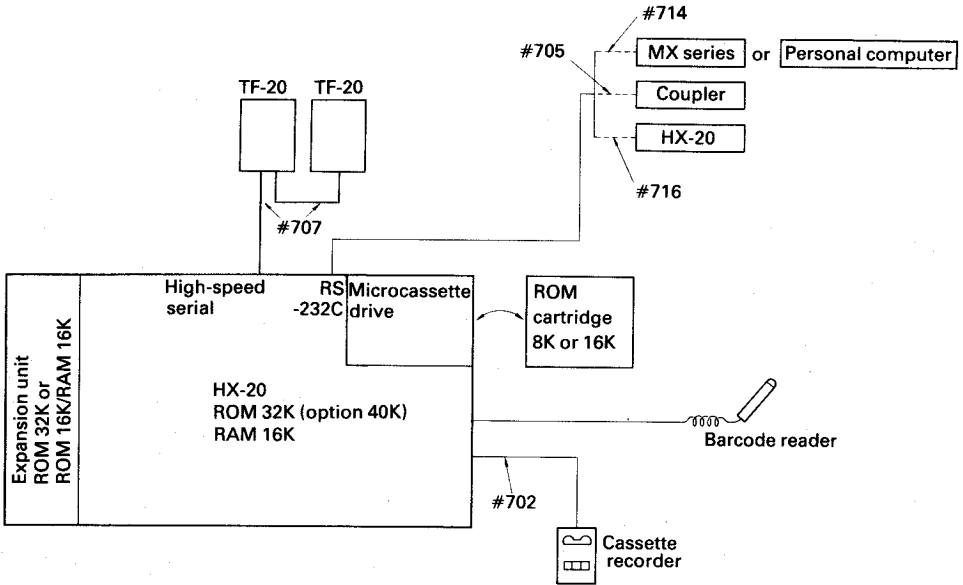 #714
#705
MX series or Personal computer
Coupler
HX-20
#716
TF-20 TF-20
#707
High-speed
serial
RS
-232C
Microcassette
drive
ROM
cartridge
8K or 16K
Expansion unit
ROM 32K or
ROM 16K/RAM 16K
HX-20
ROM 32K (option 40K)
RAM 16K
Barcode reader
#702
Cassette
recorder